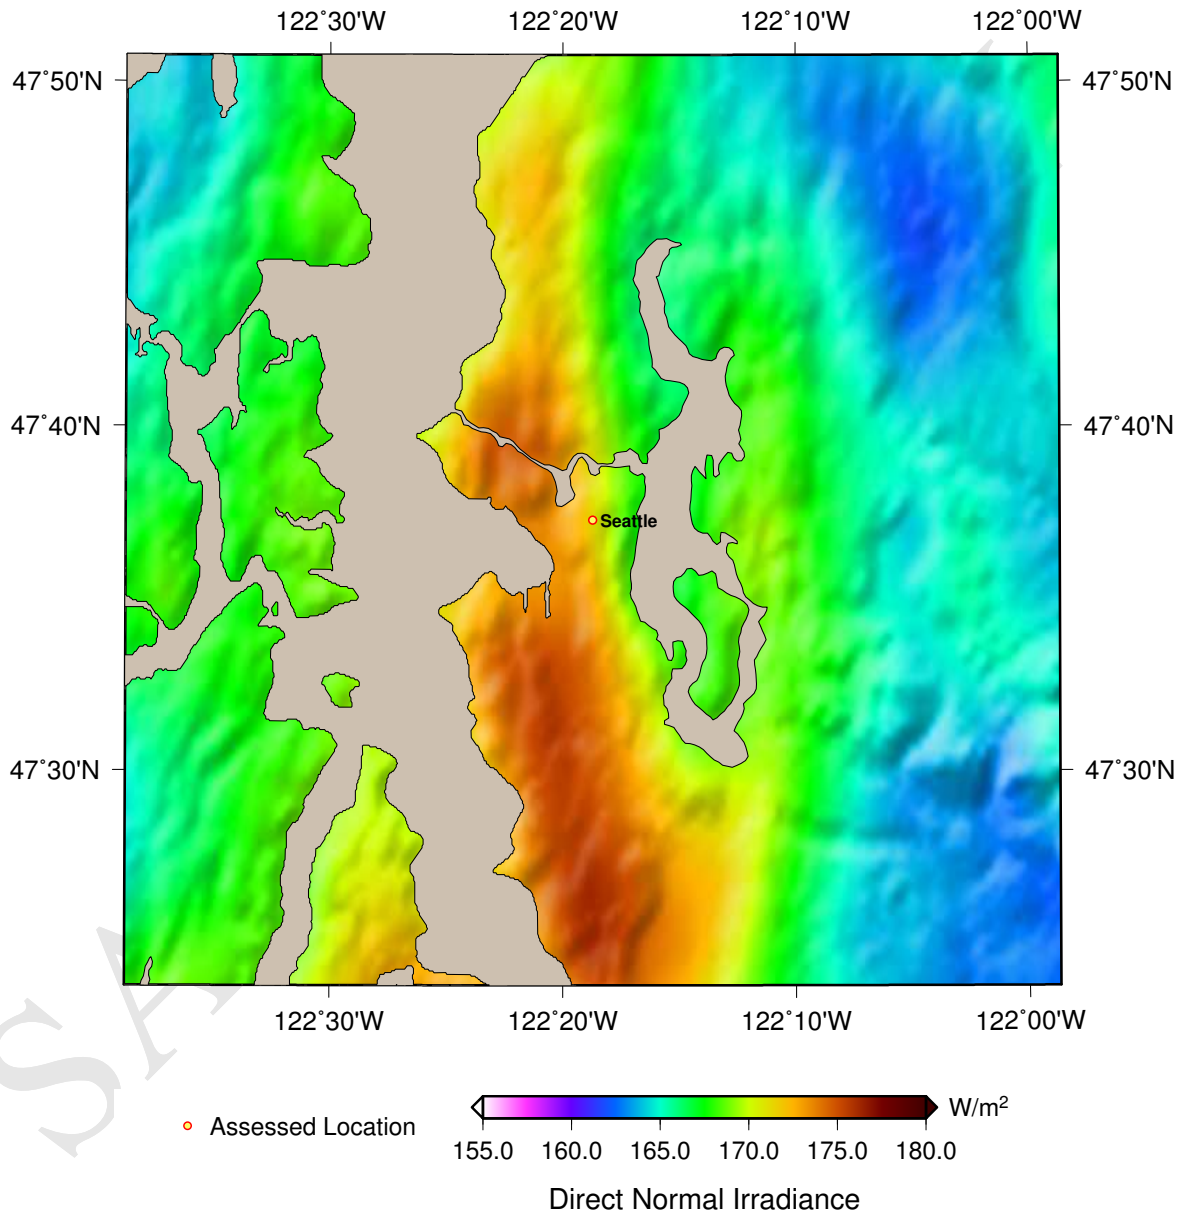 122˚30'W 122˚20'W 122˚10'W 122˚00'W
47˚50'N 47˚50'N
47˚40'N 47˚40'N
Seattle
47˚30'N 47˚30'N
122˚30'W 122˚20'W 122˚10'W 122˚00'W
SA
Assessed Location
W/m²
155.0 160.0 165.0 170.0 175.0 180.0
Direct Normal Irradiance